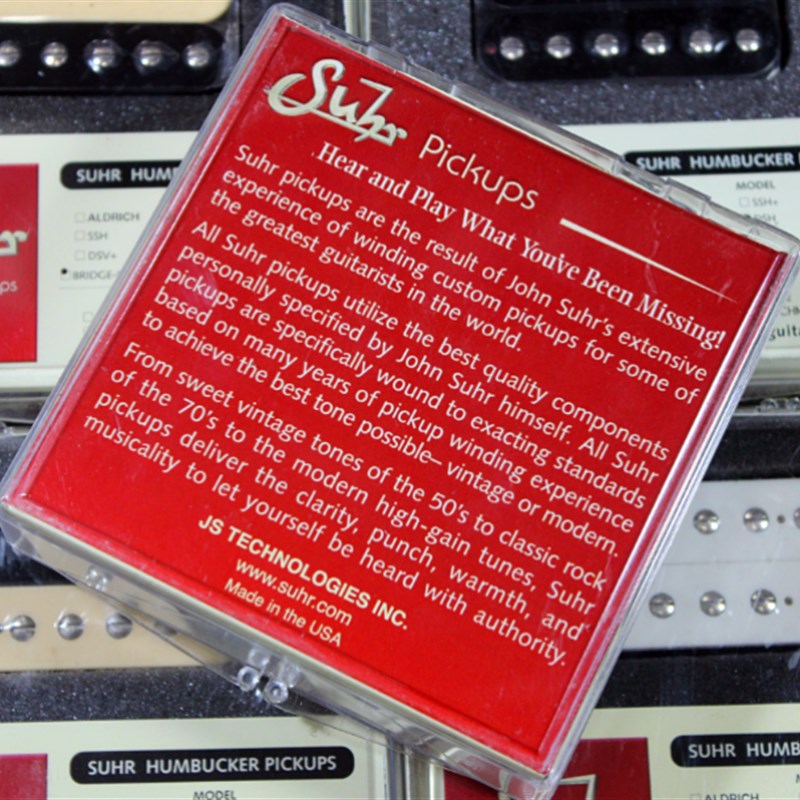 Suhr Pickups
Hear and Play What You've Been Missing!
Suhr pickups are the result of John Suhr's extensive
experience of winding custom pickups for some of
the greatest guitarists in the world.
All Suhr pickups utilize the best quality components
personally specified by John Suhr himself. All Suhr
pickups are specifically wound to exacting standards
based on many years of pickup winding experience
to achieve the best tone possible– vintage or modern.
From sweet vintage tones of the 50's to classic rock
of the 70's to the modern high-gain tunes, Suhr
pickups deliver the clarity, punch, warmth, and
musicality to let yourself be heard with authority.
JS TECHNOLOGIES INC.
www.suhr.com
Made in the USA
SUHR HUM
ALDRICH
SSH
DSV+
BRIDGE-
SUHR HUMBUCKER
MODEL
SSH+
SUHR HUMBUCKER PICKUPS
MODEL
SUHR HUMB
ALDRICH